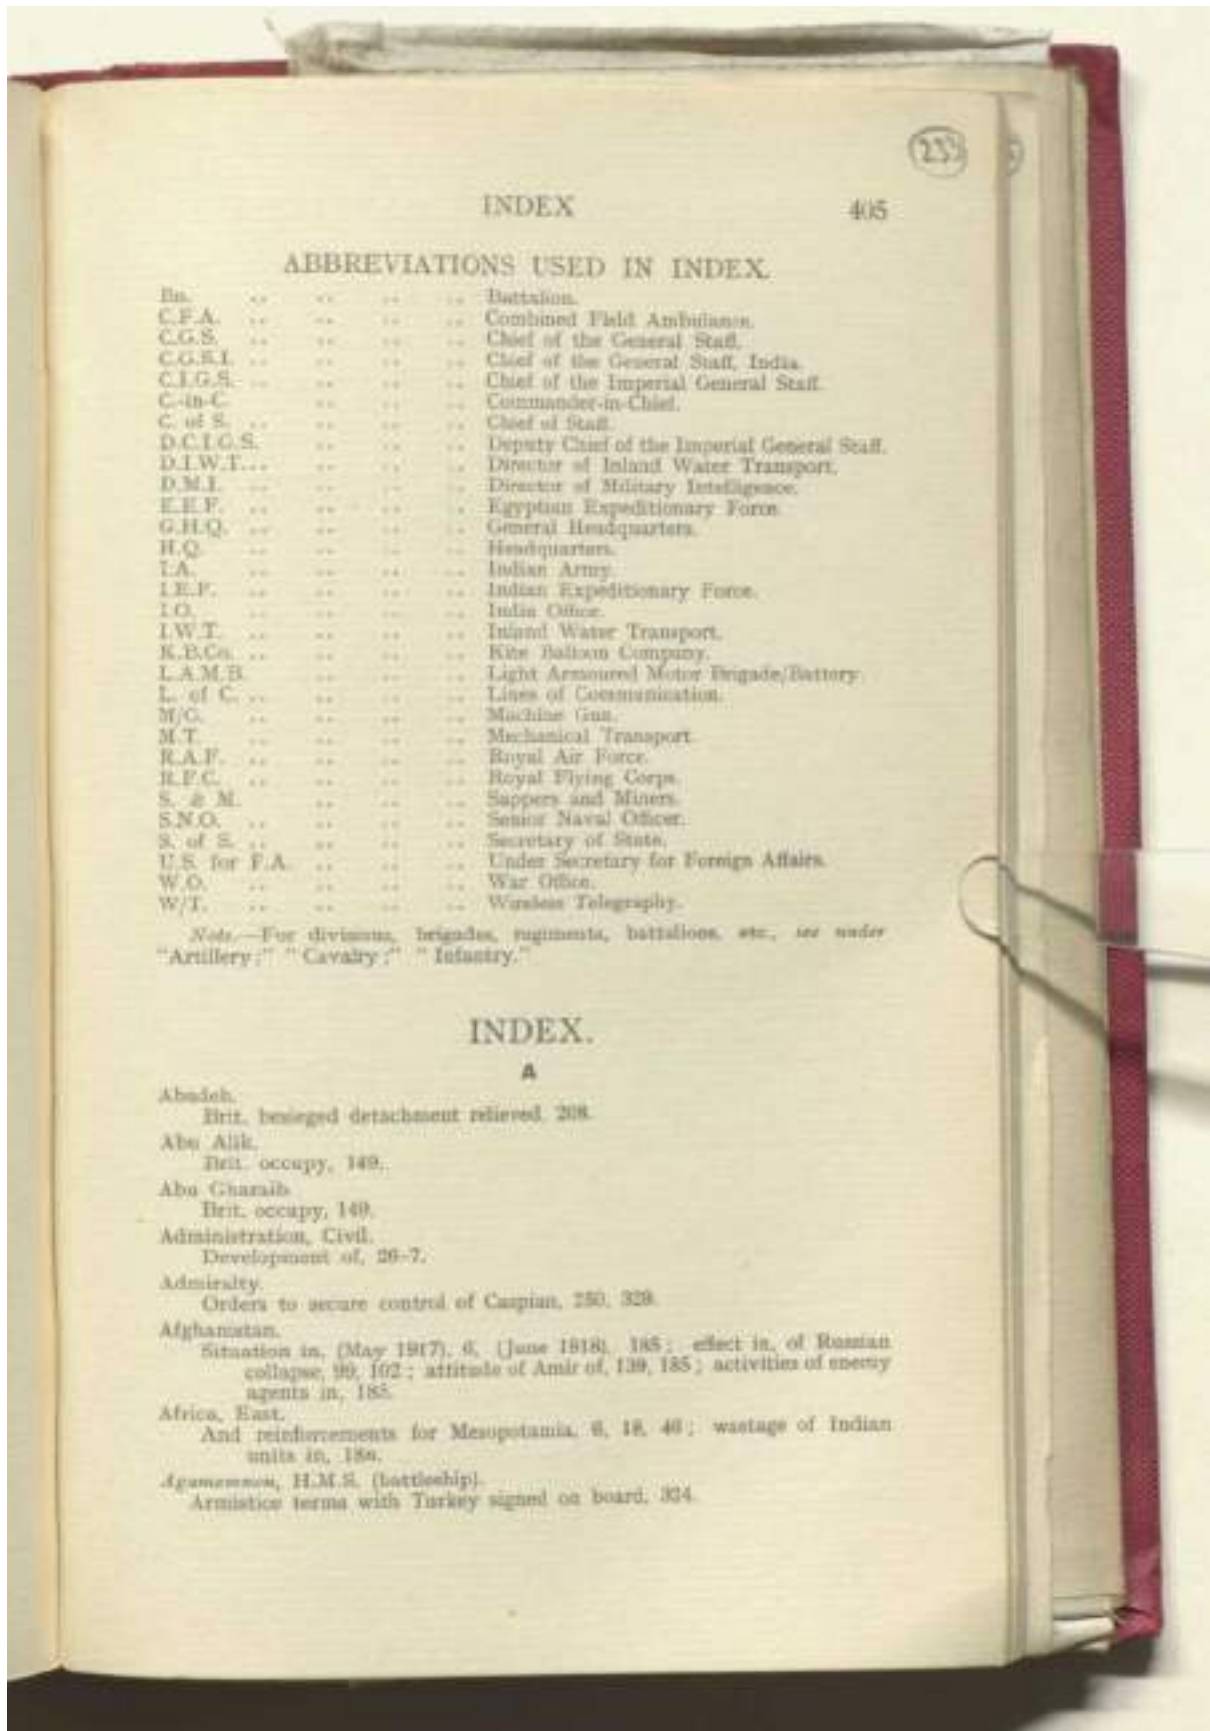 INDEX 405
ABBREVIATIONS USED IN INDEX.
Bn. .. .. .. .. Battalion.
C.F.A. .. .. .. .. Combined Field Ambulance.
C.G.S. .. .. .. .. Chief of the General Staff.
C.G.S.I. .. .. .. .. Chief of the General Staff, India.
C.I.G.S. .. .. .. .. Chief of the Imperial General Staff.
C.-in-C. .. .. .. Commander-in-Chief.
C. of S. .. .. .. .. Chief of Staff.
D.C.I.G.S. .. .. .. Deputy Chief of the Imperial General Staff.
D.I.W.T... .. .. .. Director of Inland Water Transport.
D.M.I. .. .. .. .. Director of Military Intelligence.
E.E.F. .. .. .. .. Egyptian Expeditionary Force.
G.H.Q. .. .. .. .. General Headquarters.
H.Q. .. .. .. .. Headquarters.
I.A. .. .. .. .. Indian Army.
I.E.F. .. .. .. .. Indian Expeditionary Force.
I.O. .. .. .. .. India Office.
I.W.T. .. .. .. .. Inland Water Transport.
K.B.Co. .. .. .. .. Kite Balloon Company.
L.A.M.B. .. .. .. Light Armoured Motor Brigade/Battery.
L. of C. .. .. .. .. Lines of Communication.
M/G. .. .. .. .. Machine Gun.
M.T. .. .. .. .. Mechanical Transport.
R.A.F. .. .. .. .. Royal Air Force.
R.F.C. .. .. .. .. Royal Flying Corps.
S. & M. .. .. .. Sappers and Miners.
S.N.O. .. .. .. .. Senior Naval Officer.
S. of S. .. .. .. .. Secretary of State.
U.S. for F.A. .. .. .. Under Secretary for Foreign Affairs.
W.O. .. .. .. .. War Office.
W/T. .. .. .. .. Wireless Telegraphy.
Note.—For divisions, brigades, regiments, battalions, etc., see under
"Artillery;" "Cavalry;" "Infantry."
INDEX.
A
Abadeh.
Brit. besieged detachment relieved, 208.
Abu Alik.
Brit. occupy, 149.
Abu Gharaib.
Brit. occupy, 149.
Administration, Civil.
Development of, 26-7.
Admiralty.
Orders to secure control of Caspian, 250, 329.
Afghanistan.
Situation in, (May 1917), 6, (June 1918), 185; effect in, of Russian
collapse, 99, 102; attitude of Amir of, 139, 185; activities of enemy
agents in, 185.
Africa, East.
And reinforcements for Mesopotamia, 6, 18, 46; wastage of Indian
units in,
Agamemnon, H.M.S. (battleship).
Armistice terms with Turkey signed on board, 324.